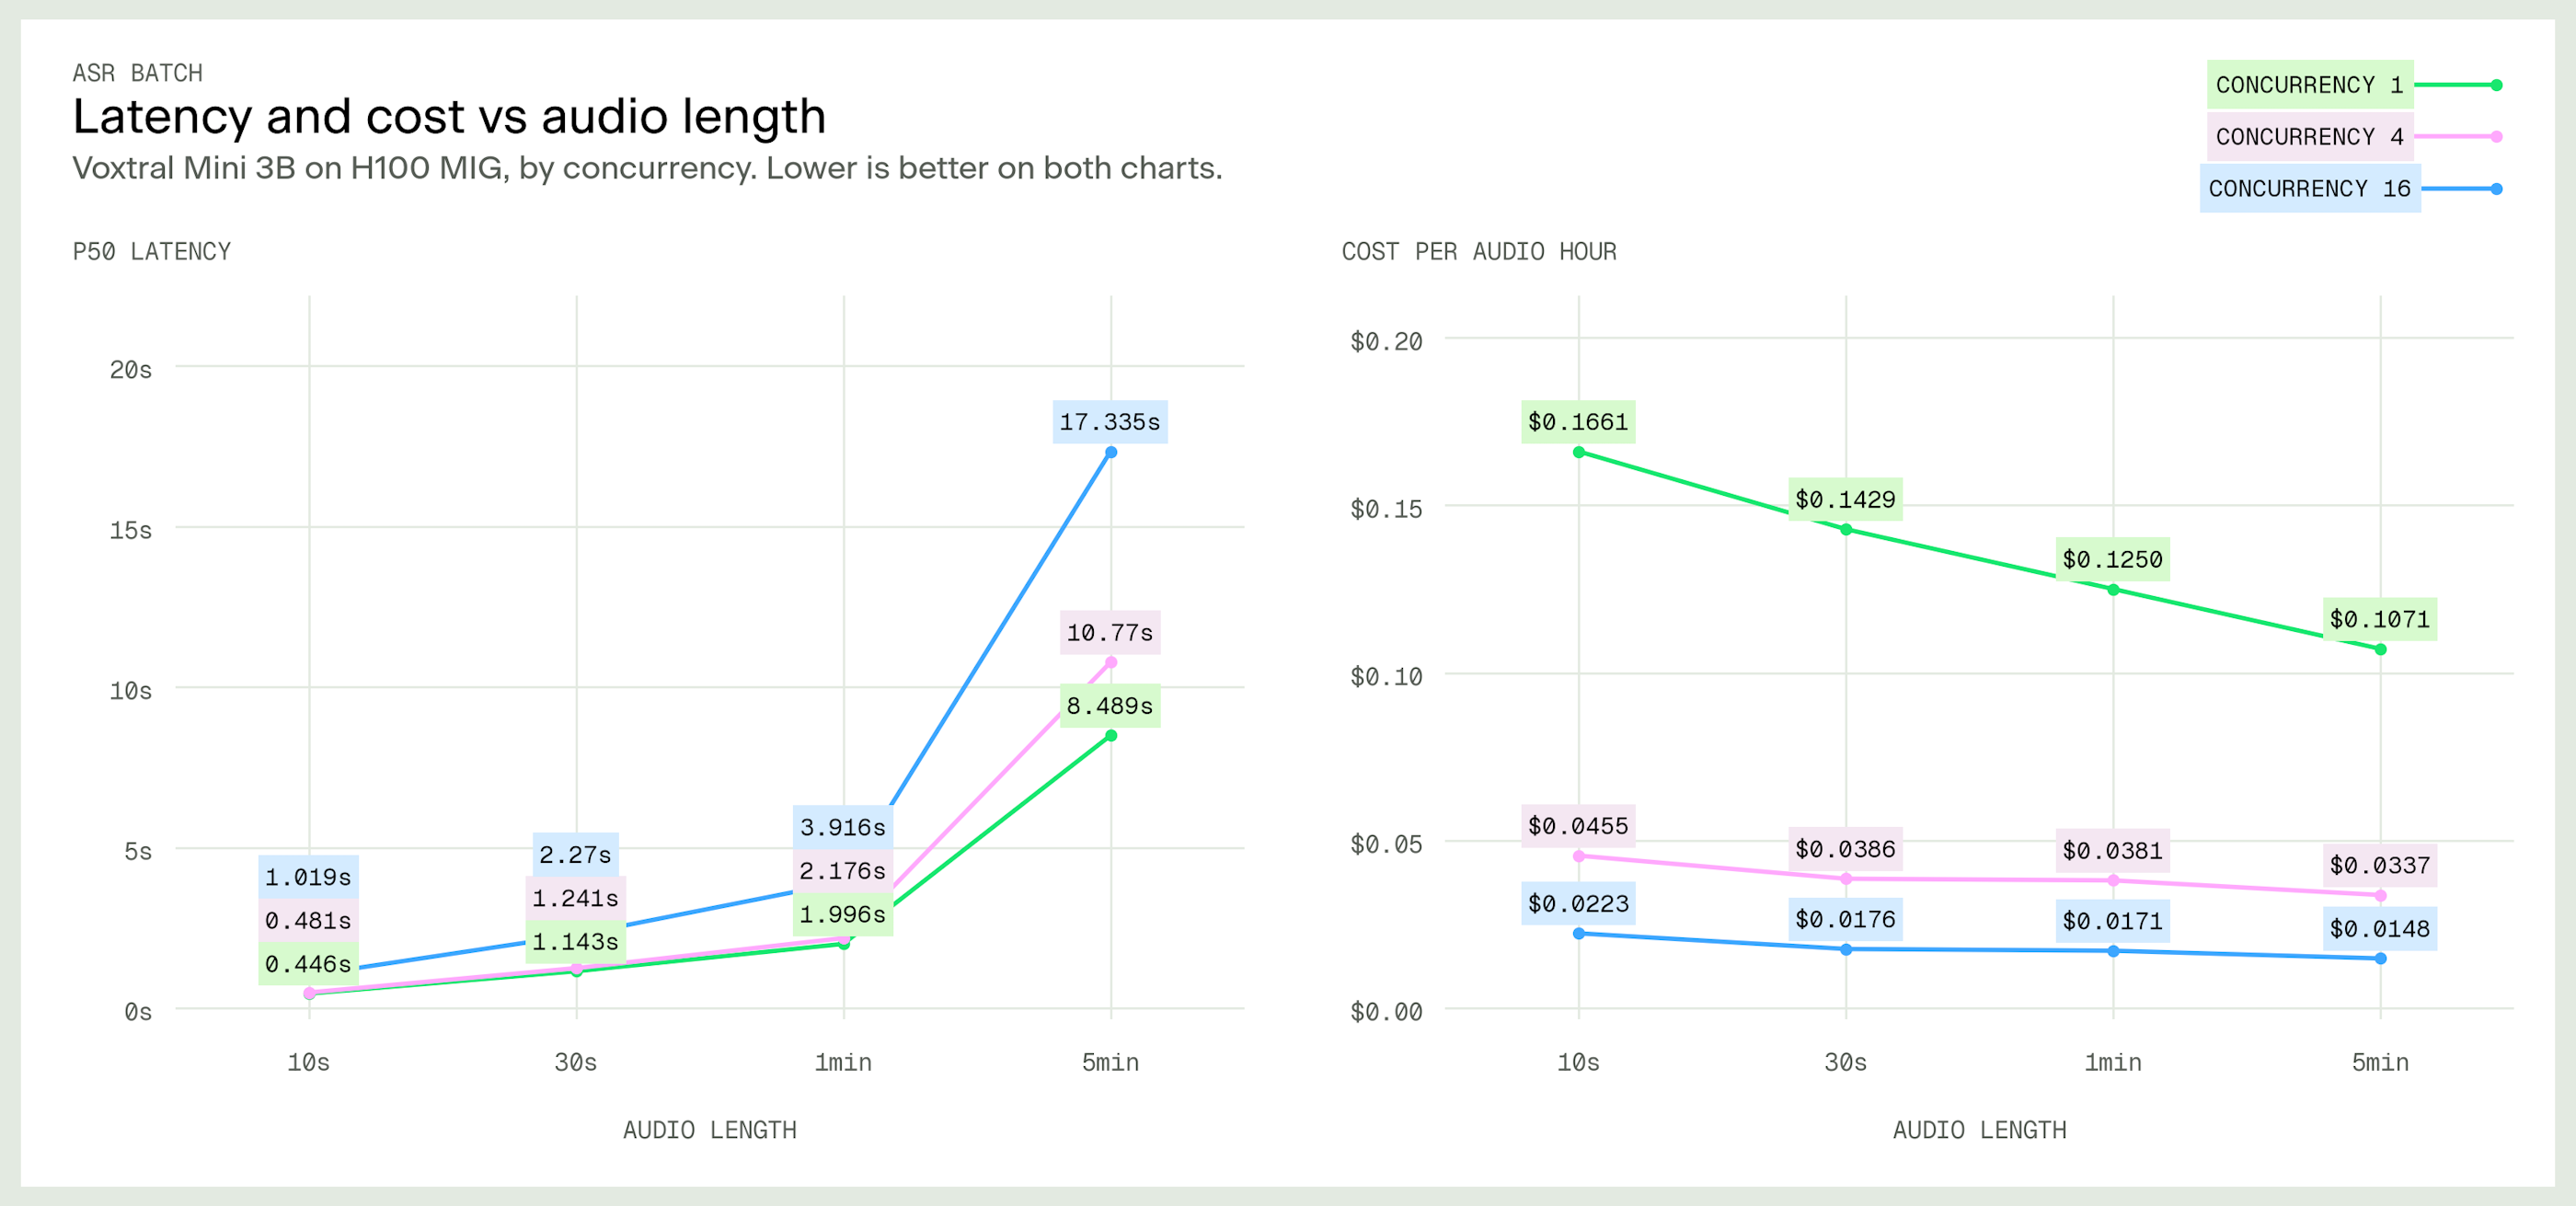 ASR BATCH
Latency and cost vs audio length
Voxtral Mini 3B on H100 MIG, by concurrency. Lower is better on both charts.
CONCURRENCY 1
CONCURRENCY 4
CONCURRENCY 16
P50 LATENCY
20s
15s
10s
5s
0s
1.019s
0.481s
0.446s
2.27s
1.241s
1.143s
3.916s
2.176s
1.996s
17.335s
10.77s
8.489s
10s
30s
1min
5min
AUDIO LENGTH
COST PER AUDIO HOUR
$0.20
$0.15
$0.10
$0.05
$0.00
$0.1661
$0.1429
$0.1250
$0.1071
$0.0455
$0.0386
$0.0381
$0.0337
$0.0223
$0.0176
$0.0171
$0.0148
10s
30s
1min
5min
AUDIO LENGTH